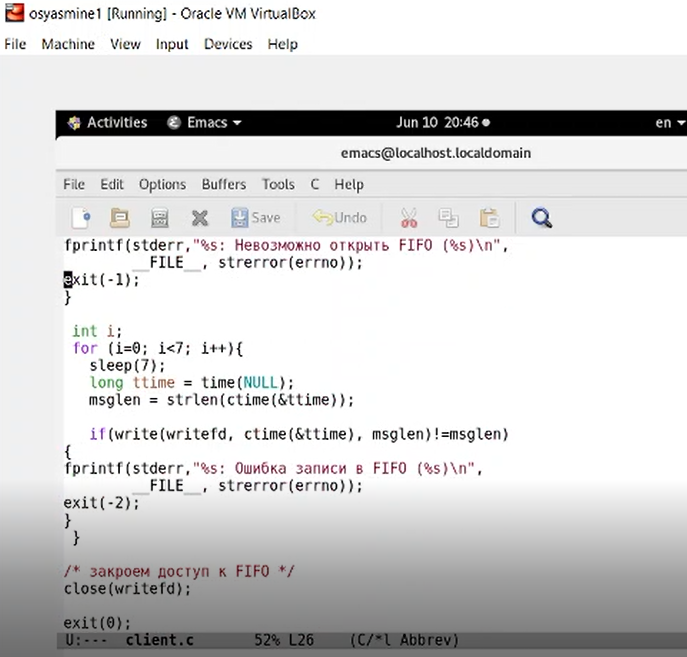 osyasmine1 [Running] - Oracle VM VirtualBox
File Machine View Input Devices Help
Activities Emacs Jun 10 20:46 en
emacs@localhost.localdomain
File Edit Options Buffers Tools C Help
Save Undo
fprintf(stderr,"%s: Невозможно открыть FIFO (%s)\n",
__FILE__, strerror(errno));
exit(-1);
}
int i;
for (i=0; i<7; i++){
sleep(7);
long ttime = time(NULL);
msglen = strlen(ctime(&ttime));
if(write(writefd, ctime(&ttime), msglen)!=msglen)
{
fprintf(stderr,"%s: Ошибка записи в FIFO (%s)\n",
__FILE__, strerror(errno));
exit(-2);
}
}
/* закроем доступ к FIFO */
close(writefd);
exit(0);
U:--- client.c 52% L26 (C/*l Abbrev)